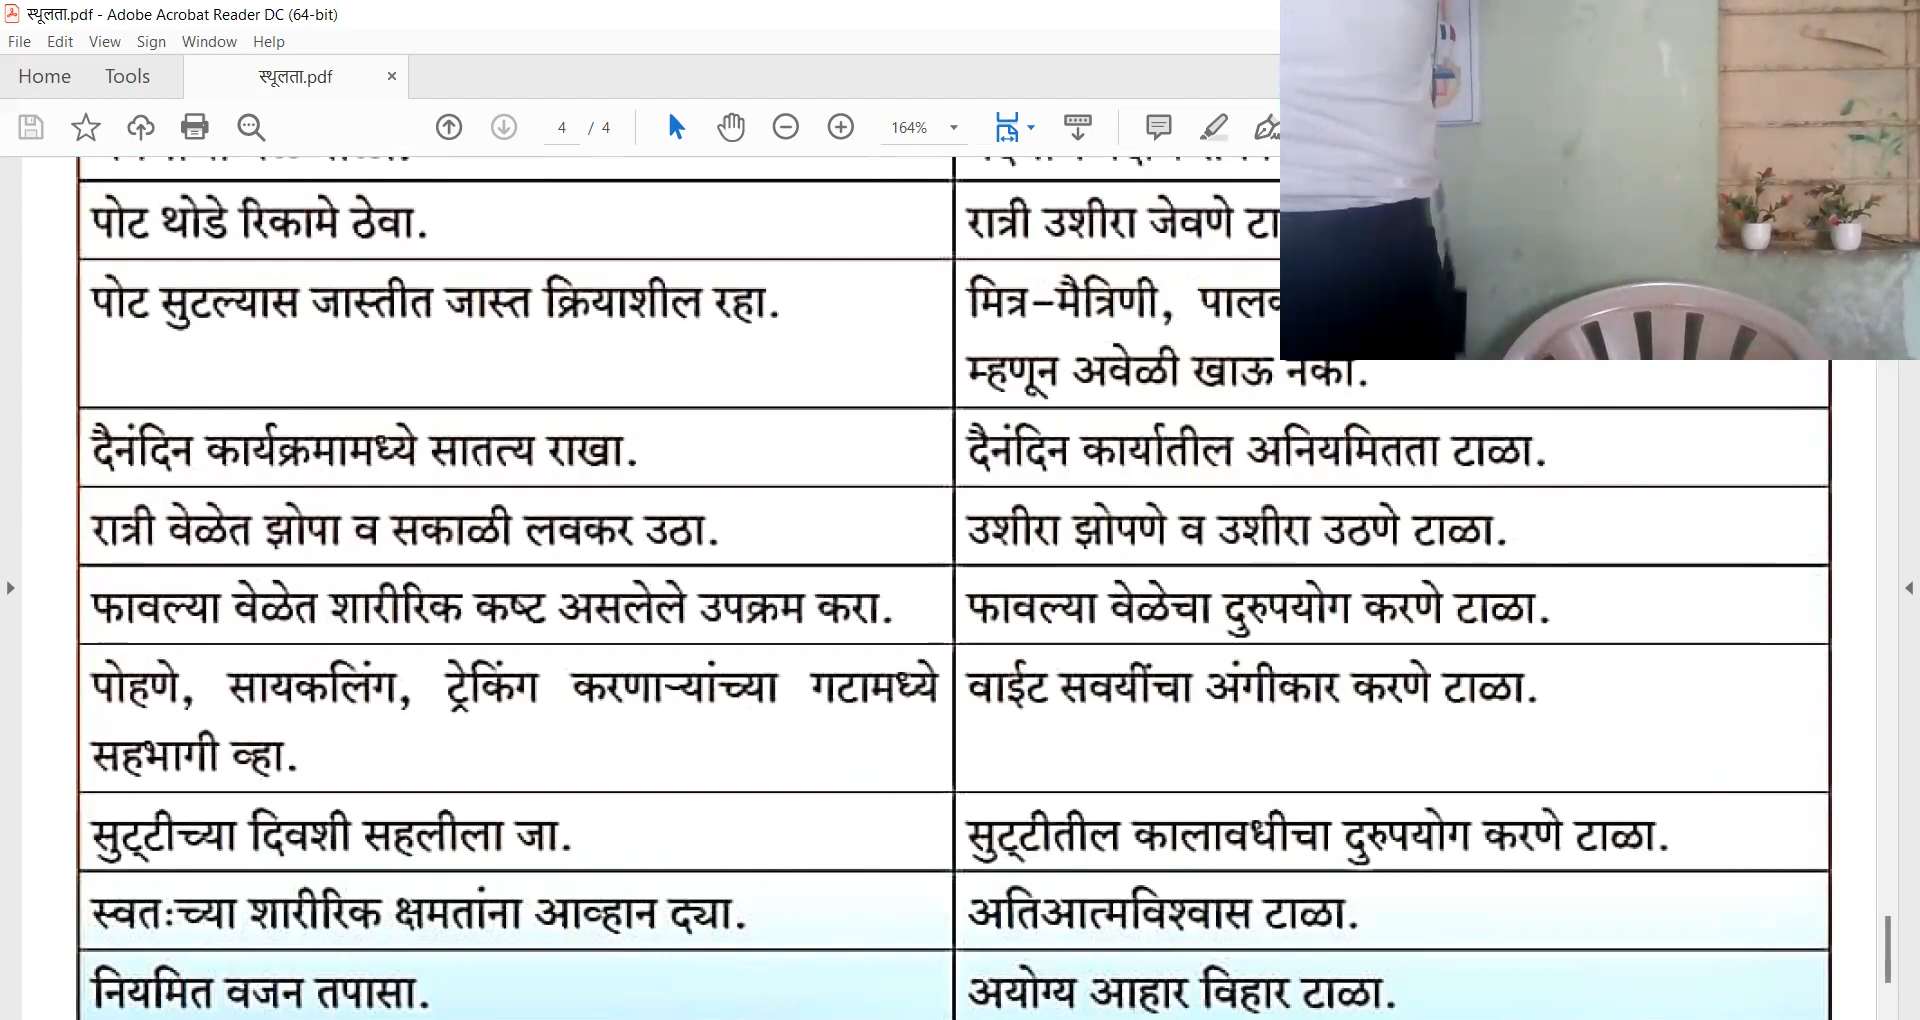 स्थूलता.pdf - Adobe Acrobat Reader DC (64-bit)
File Edit View Sign Window Help
Home Tools स्थूलता.pdf ×
4 / 4 164%
पोट थोडे रिकामे ठेवा.
रात्री उशीरा जेवणे
पोट सुटल्यास जास्तीत जास्त क्रियाशील रहा.
मित्र-मैत्रिणी,
म्हणून अवेळी खाऊ नका.
दैनंदिन कार्यक्रमामध्ये सातत्य राखा.
दैनंदिन कार्यातील अनियमितता टाळा.
रात्री वेळेत झोपा व सकाळी लवकर उठा.
उशीरा झोपणे व उशीरा उठणे टाळा.
फावल्या वेळेत शारीरिक कष्ट असलेले उपक्रम करा.
फावल्या वेळेचा दुरुपयोग करणे टाळा.
पोहणे, सायकलिंग, ट्रेकिंग करणाऱ्यांच्या गटामध्ये
सहभागी व्हा.
वाईट सवयींचा अंगीकार करणे टाळा.
सुट्टीच्या दिवशी सहलीला जा.
सुट्टीतील कालावधीचा दुरुपयोग करणे टाळा.
स्वतःच्या शारीरिक क्षमतांना आव्हान द्या.
अतिआत्मविश्वास टाळा.
नियमित वजन तपासा.
अयोग्य आहार विहार टाळा.